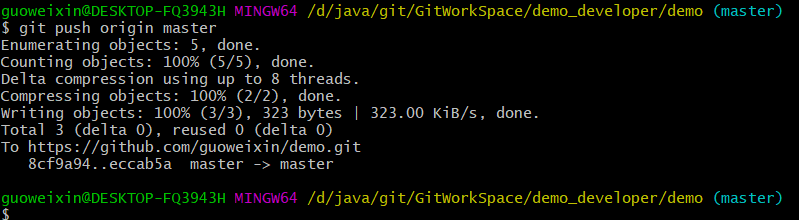 guoweixin@DESKTOP-FQ3943H MINGW64 /d/java/git/GitWorkSpace/demo_developer/demo (master)
$ git push origin master
Enumerating objects: 5, done.
Counting objects: 100% (5/5), done.
Delta compression using up to 8 threads.
Compressing objects: 100% (2/2), done.
Writing objects: 100% (3/3), 323 bytes | 323.00 KiB/s, done.
Total 3 (delta 0), reused 0 (delta 0)
To https://github.com/guoweixin/demo.git
   8cf9a94..eccab5a  master -> master
guoweixin@DESKTOP-FQ3943H MINGW64 /d/java/git/GitWorkSpace/demo_developer/demo (master)
$